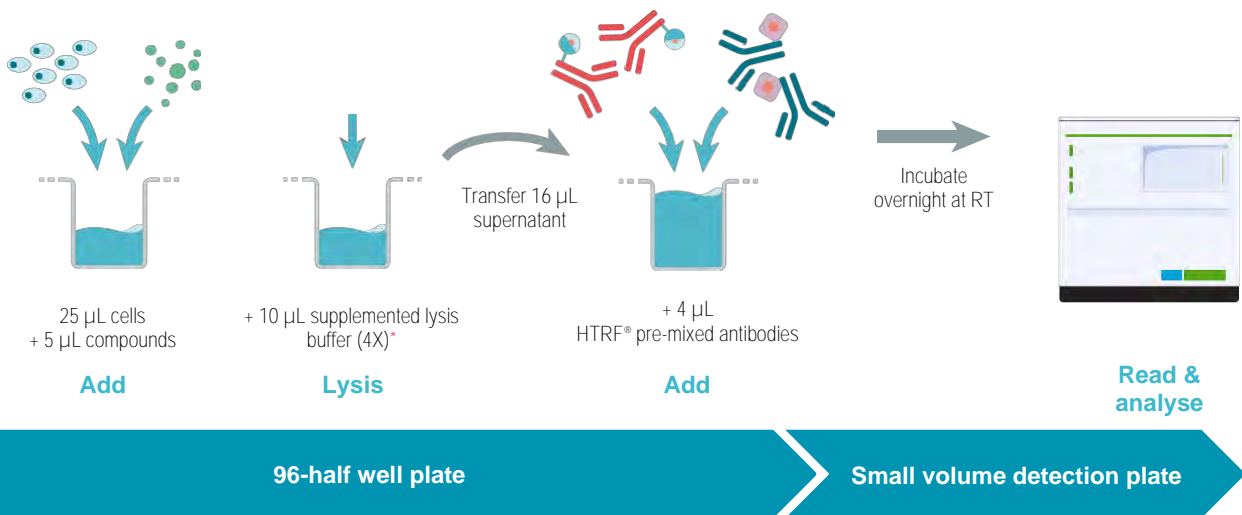 Transfer 16 µL
supernatant
Incubate
overnight at RT
25 µL cells
+ 5 µL compounds
+ 10 µL supplemented lysis
buffer (4X)*
+ 4 µL
HTRF® pre-mixed antibodies
Add
Lysis
Add
Read &
analyse
96-half well plate
Small volume detection plate